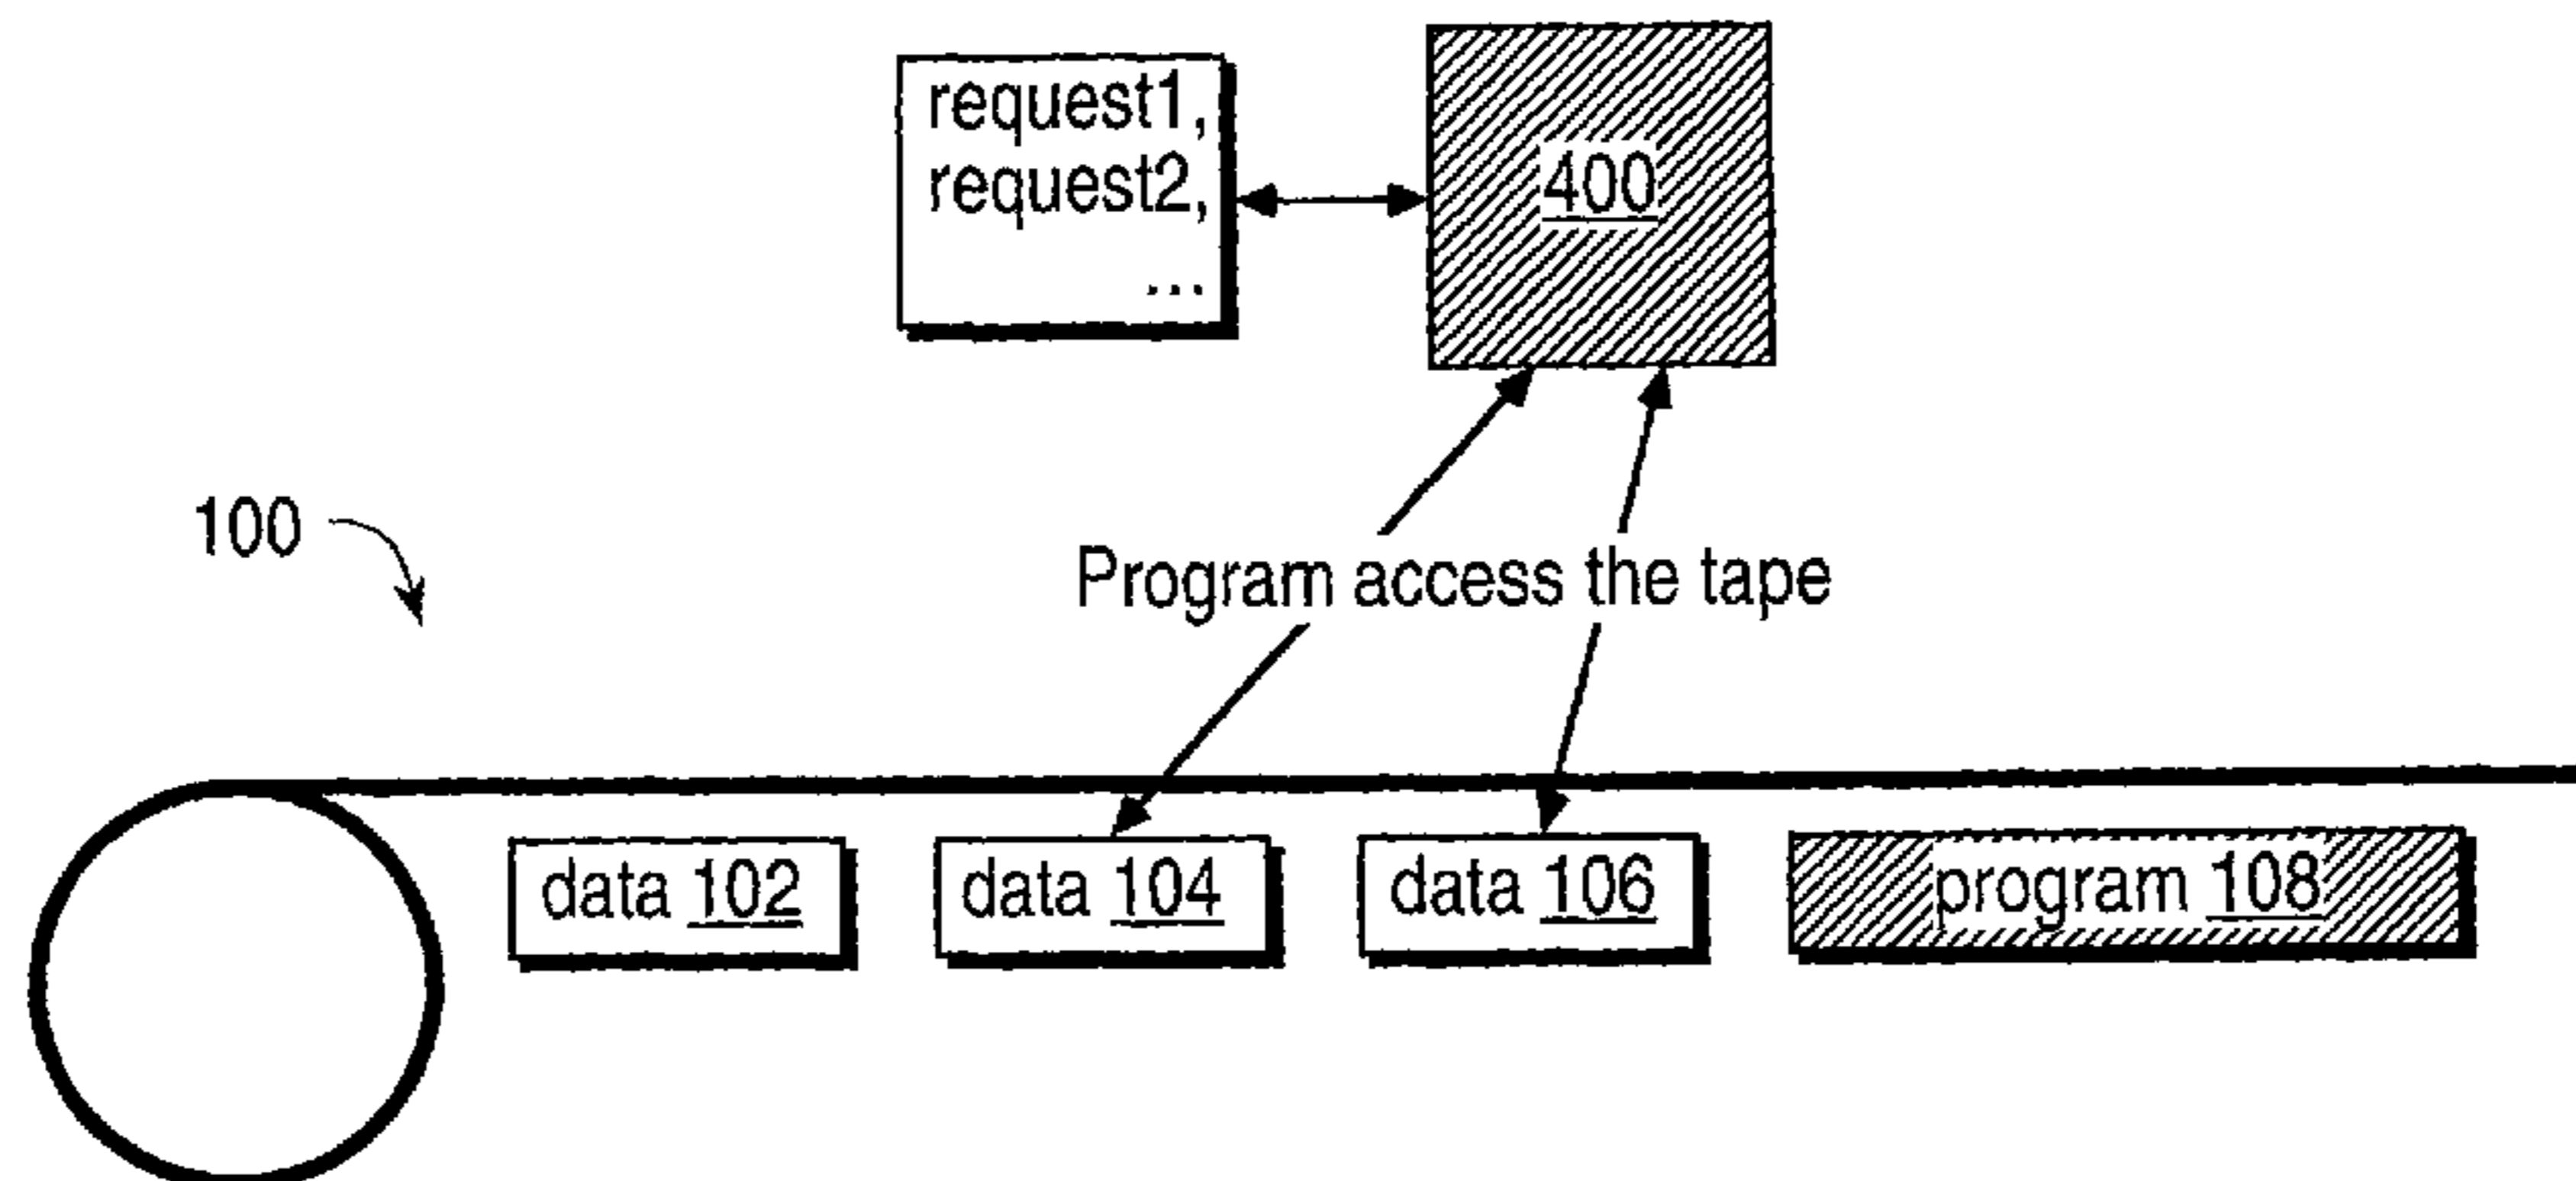 request1,
request2,
...
400
100
Program access the tape
data 102
data 104
data 106
program 108